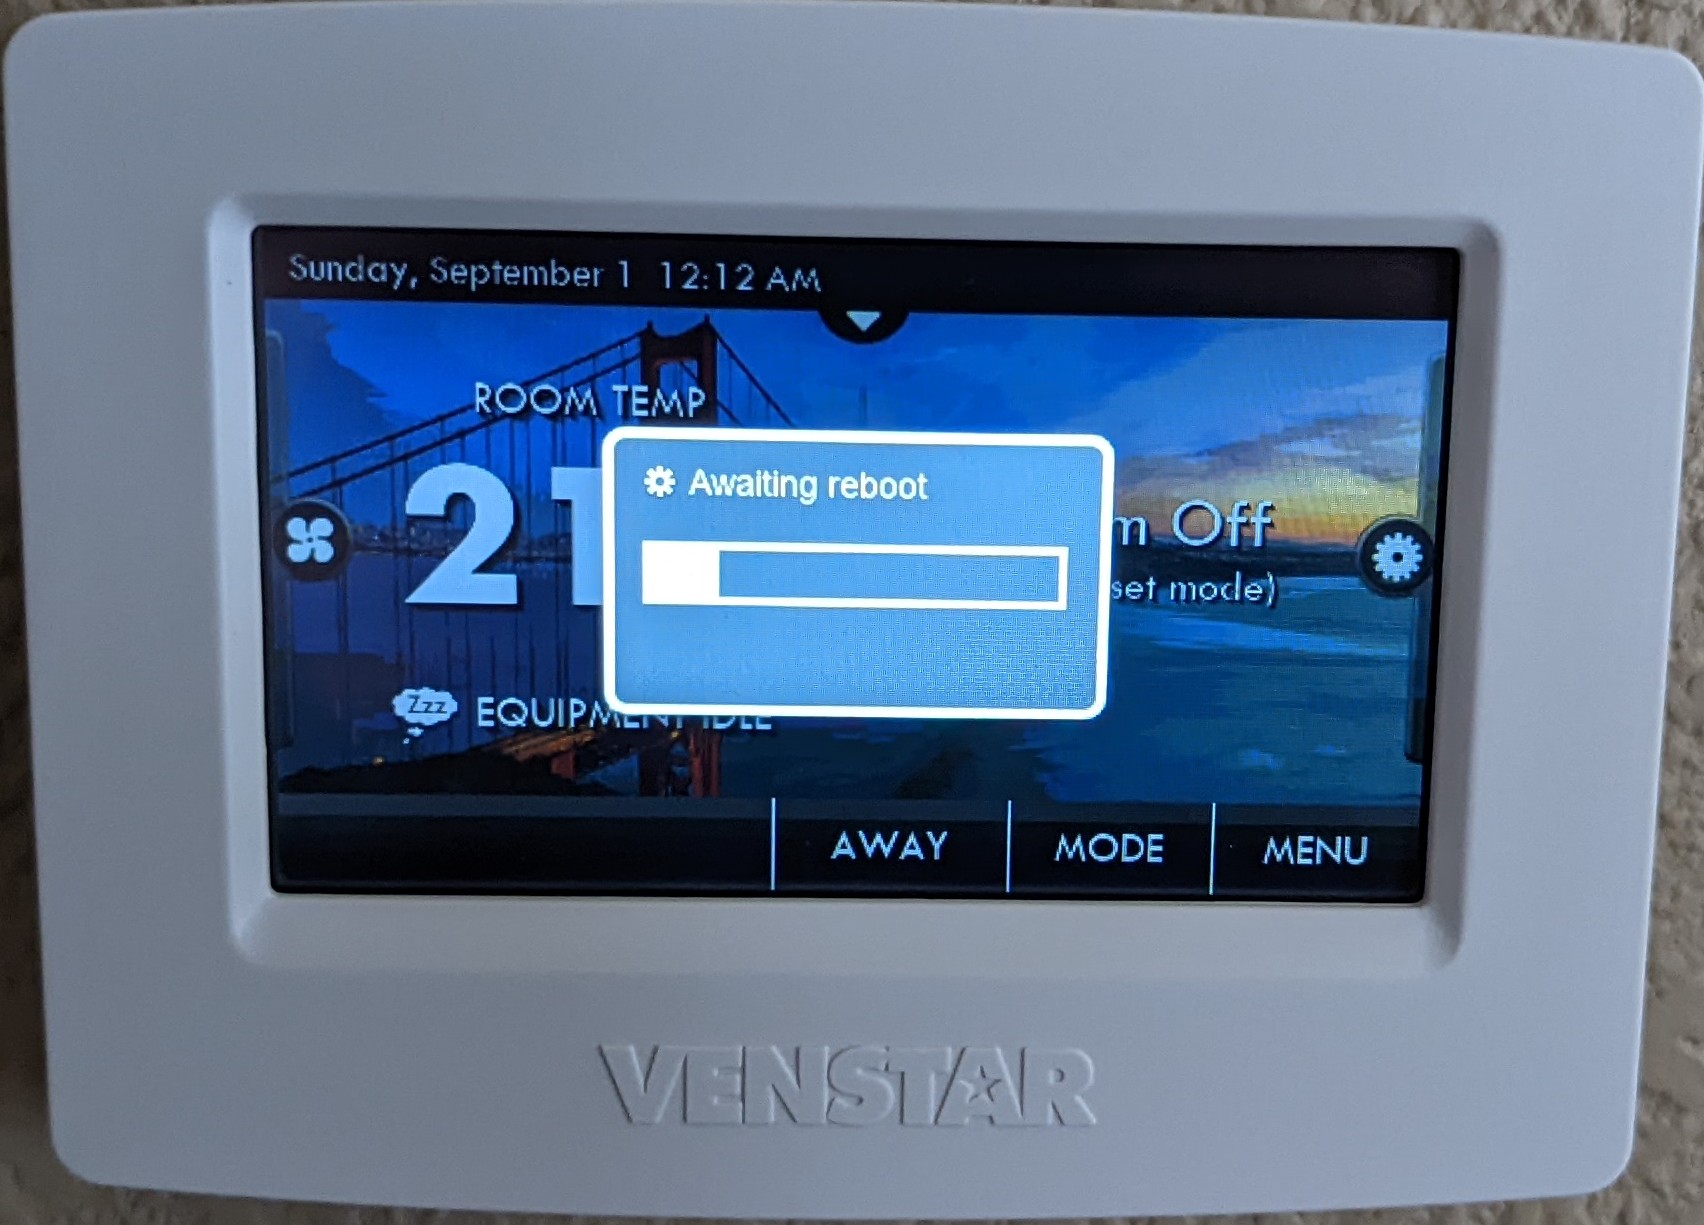 Sunday, September 1 12:12 AM
ROOM TEMP
21
Awaiting reboot
m Off
set mode)
Zzz
EQUIPMENT IDLE
AWAY
MODE
MENU
VENSTAR